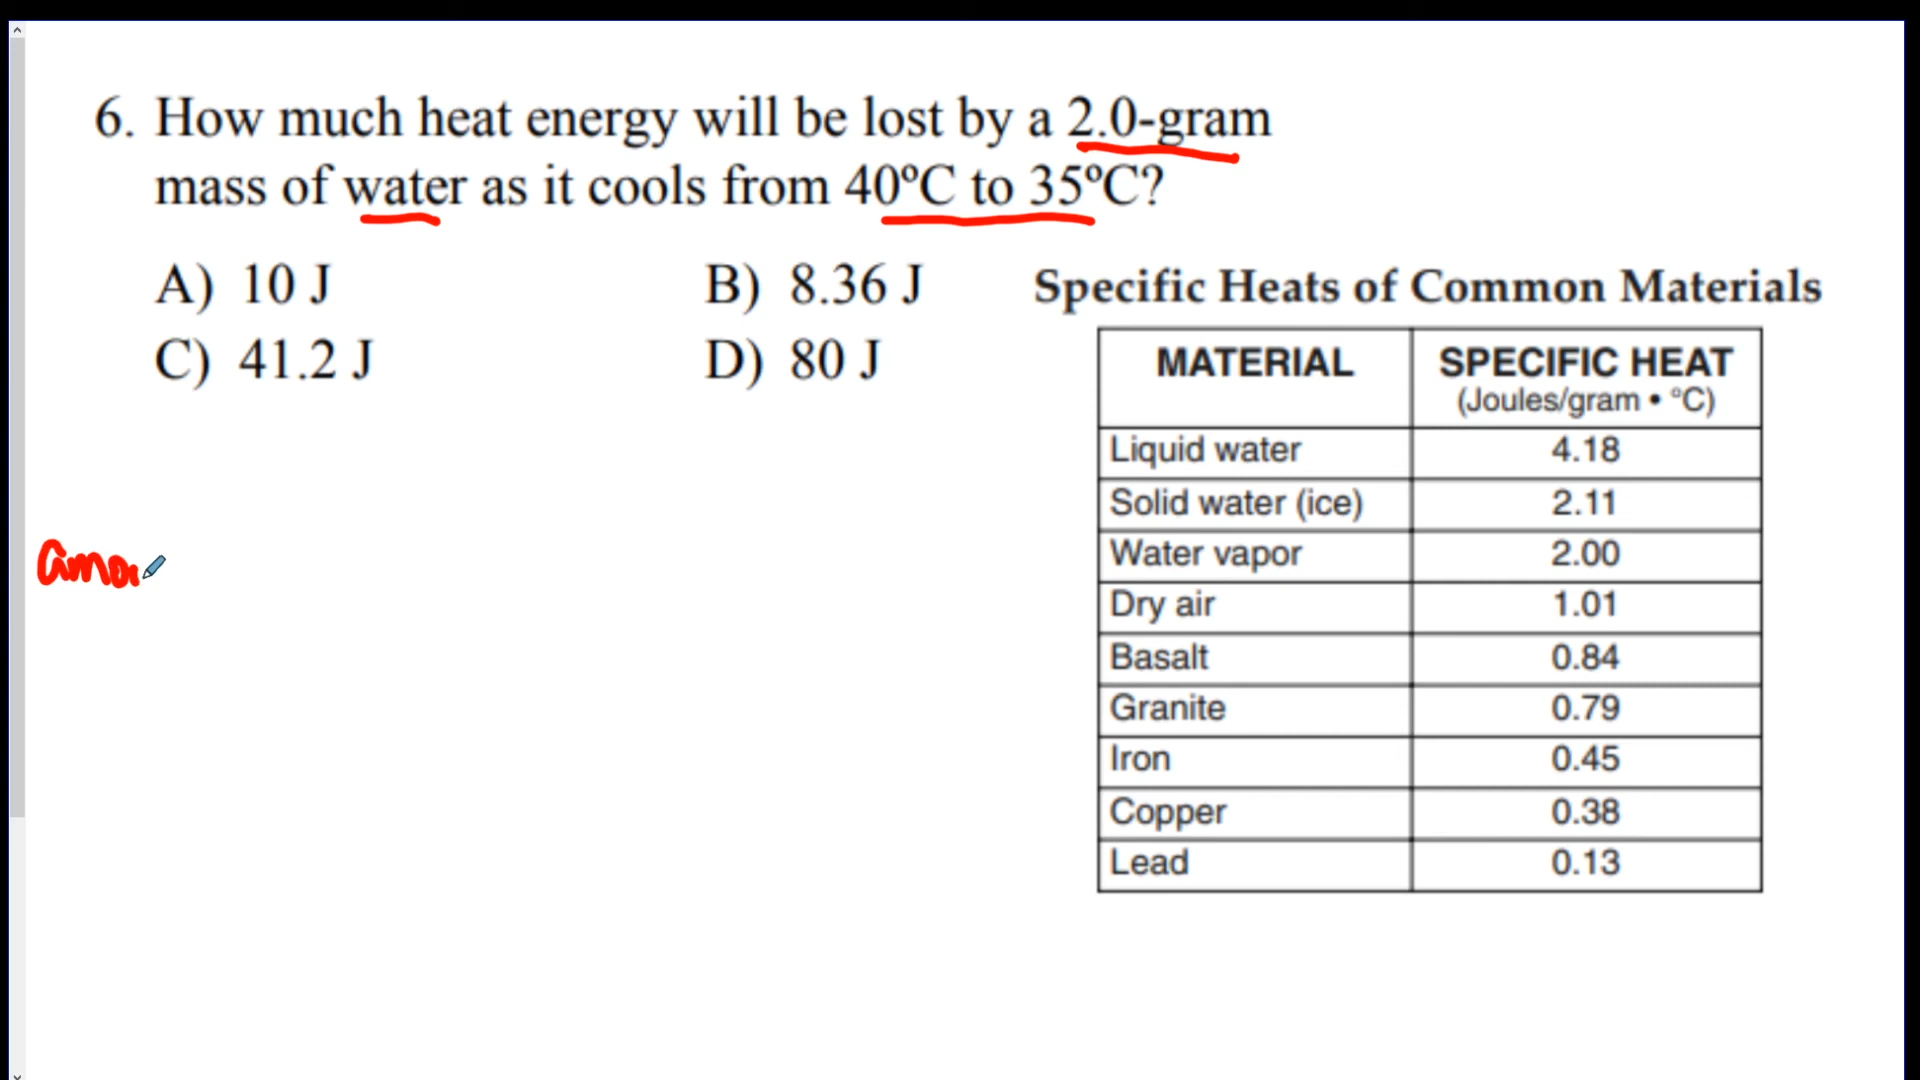 6. How much heat energy will be lost by a 2.0-gram
mass of water as it cools from 40ºC to 35ºC?
A) 10 J
B) 8.36 J
C) 41.2 J
D) 80 J
Specific Heats of Common Materials
MATERIAL SPECIFIC HEAT
(Joules/gram • °C)
Liquid water 4.18
Solid water (ice) 2.11
Water vapor 2.00
Dry air 1.01
Basalt 0.84
Granite 0.79
Iron 0.45
Copper 0.38
Lead 0.13